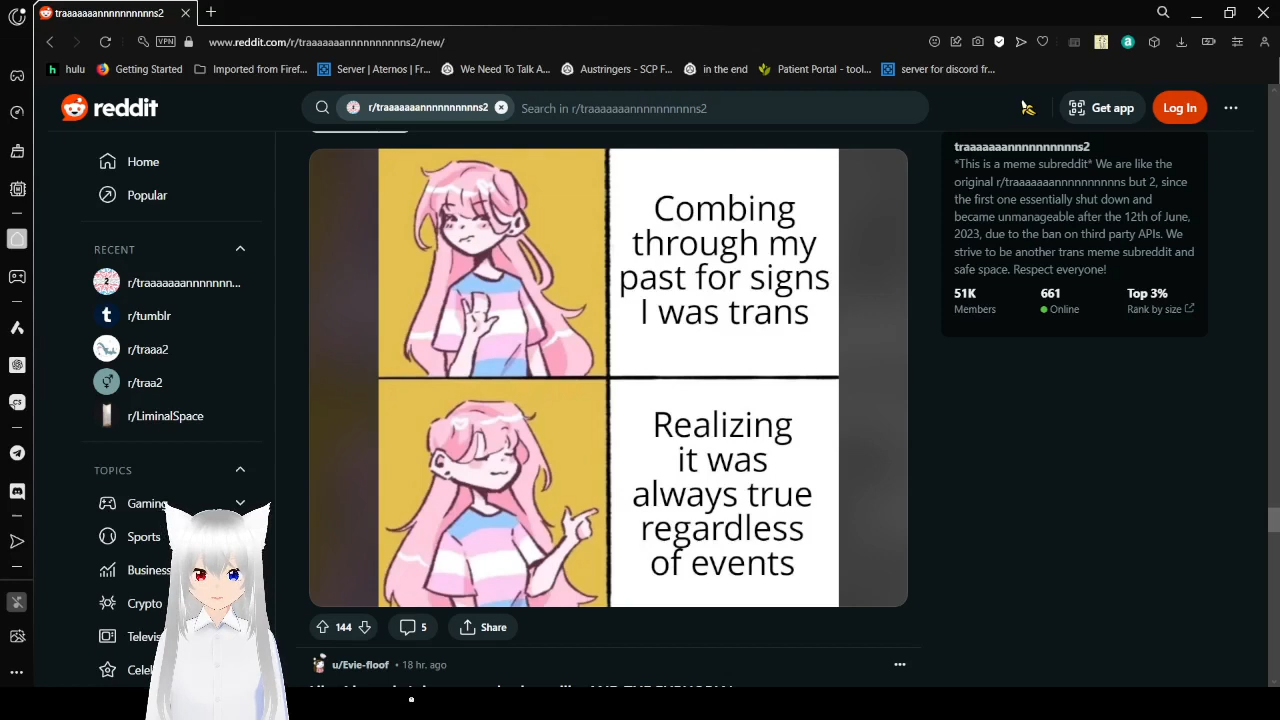 traaaaaaannnnnnnnnns2
VPN
www.reddit.com/r/traaaaaaannnnnnnnnns2/new/
hulu
Getting Started
Imported from Firef...
Server | Aternos | Fr...
We Need To Talk A...
Austringers - SCP F...
in the end
Patient Portal - tool...
server for discord fr...
reddit
r/traaaaaaannnnnnnnnns2
Search in r/traaaaaaannnnnnnnnns2
Get app
Log In
Home
Popular
RECENT
r/traaaaaaannnnnnn...
r/tumblr
r/traaa2
r/traa2
r/LiminalSpace
TOPICS
Gaming
Sports
Business
Crypto
Televis
Celeb
Combing
through my
past for signs
I was trans
Realizing
it was
always true
regardless
of events
144
5
Share
u/Evie-floof • 18 hr. ago
traaaaaaannnnnnnnnns2
*This is a meme subreddit* We are like the
original r/traaaaaaannnnnnnnnns but 2, since
the first one essentially shut down and
became unmanageable after the 12th of June,
2023, due to the ban on third party APIs. We
strive to be another trans meme subreddit and
safe space. Respect everyone!
51K
Members
661
Online
Top 3%
Rank by size